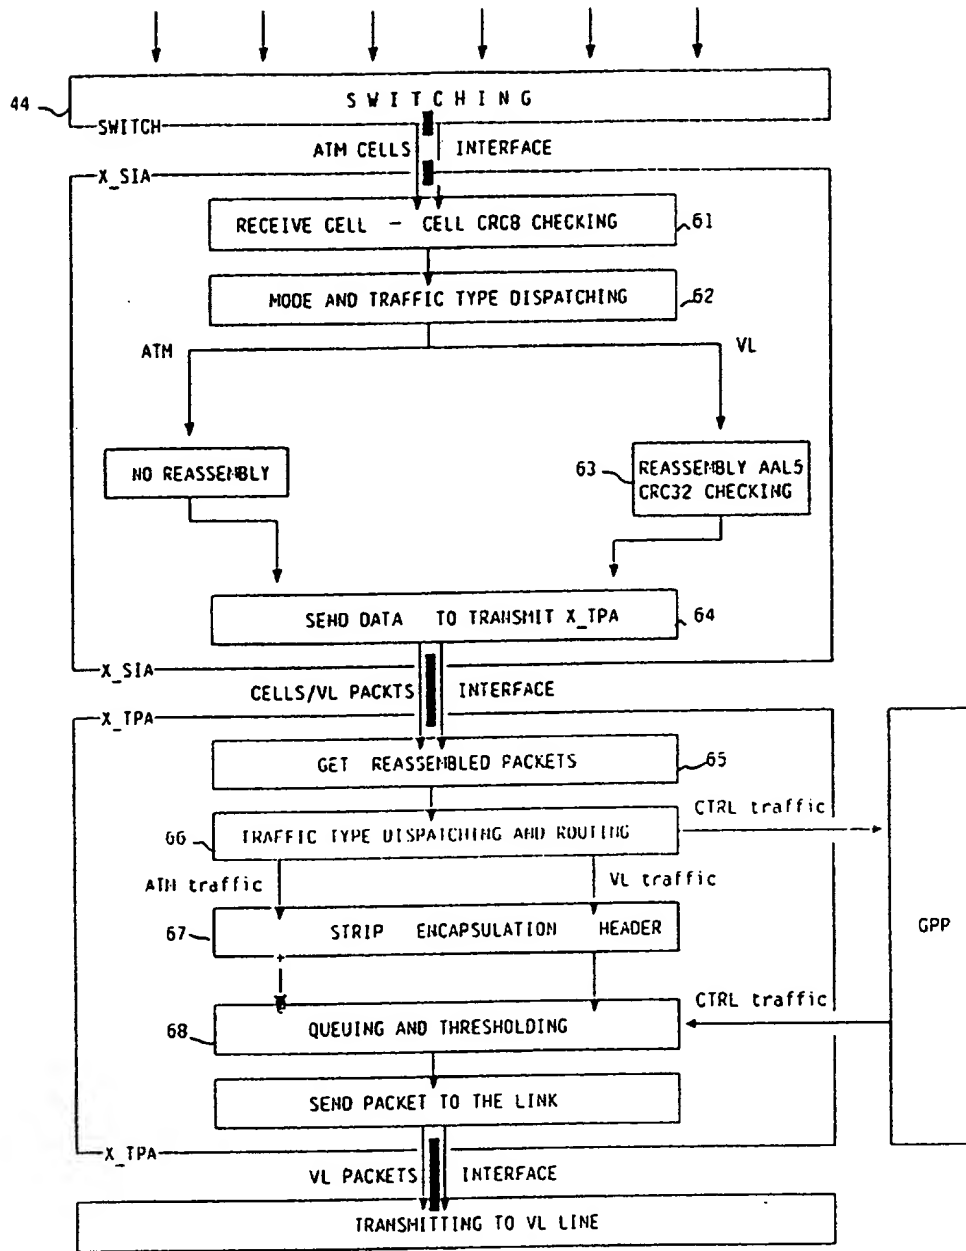 44
S W I T C H I N G
SWITCH
ATM CELLS INTERFACE
X_SIA
RECEIVE CELL - CELL CRC8 CHECKING
61
MODE AND TRAFFIC TYPE DISPATCHING
62
ATM
VL
NO REASSEMBLY
63
REASSEMBLY AAL5
CRC32 CHECKING
SEND DATA TO TRANSMIT X_TPA
64
X_SIA
CELLS/VL PACKTS INTERFACE
X_TPA
GET REASSEMBLED PACKETS
65
CTRL traffic
66
TRAFFIC TYPE DISPATCHING AND ROUTING
ATM traffic
VL traffic
67
STRIP ENCAPSULATION HEADER
GPP
CTRL traffic
68
QUEUING AND THRESHOLDING
SEND PACKET TO THE LINK
X_TPA
VL PACKETS INTERFACE
TRANSMITTING TO VL LINE